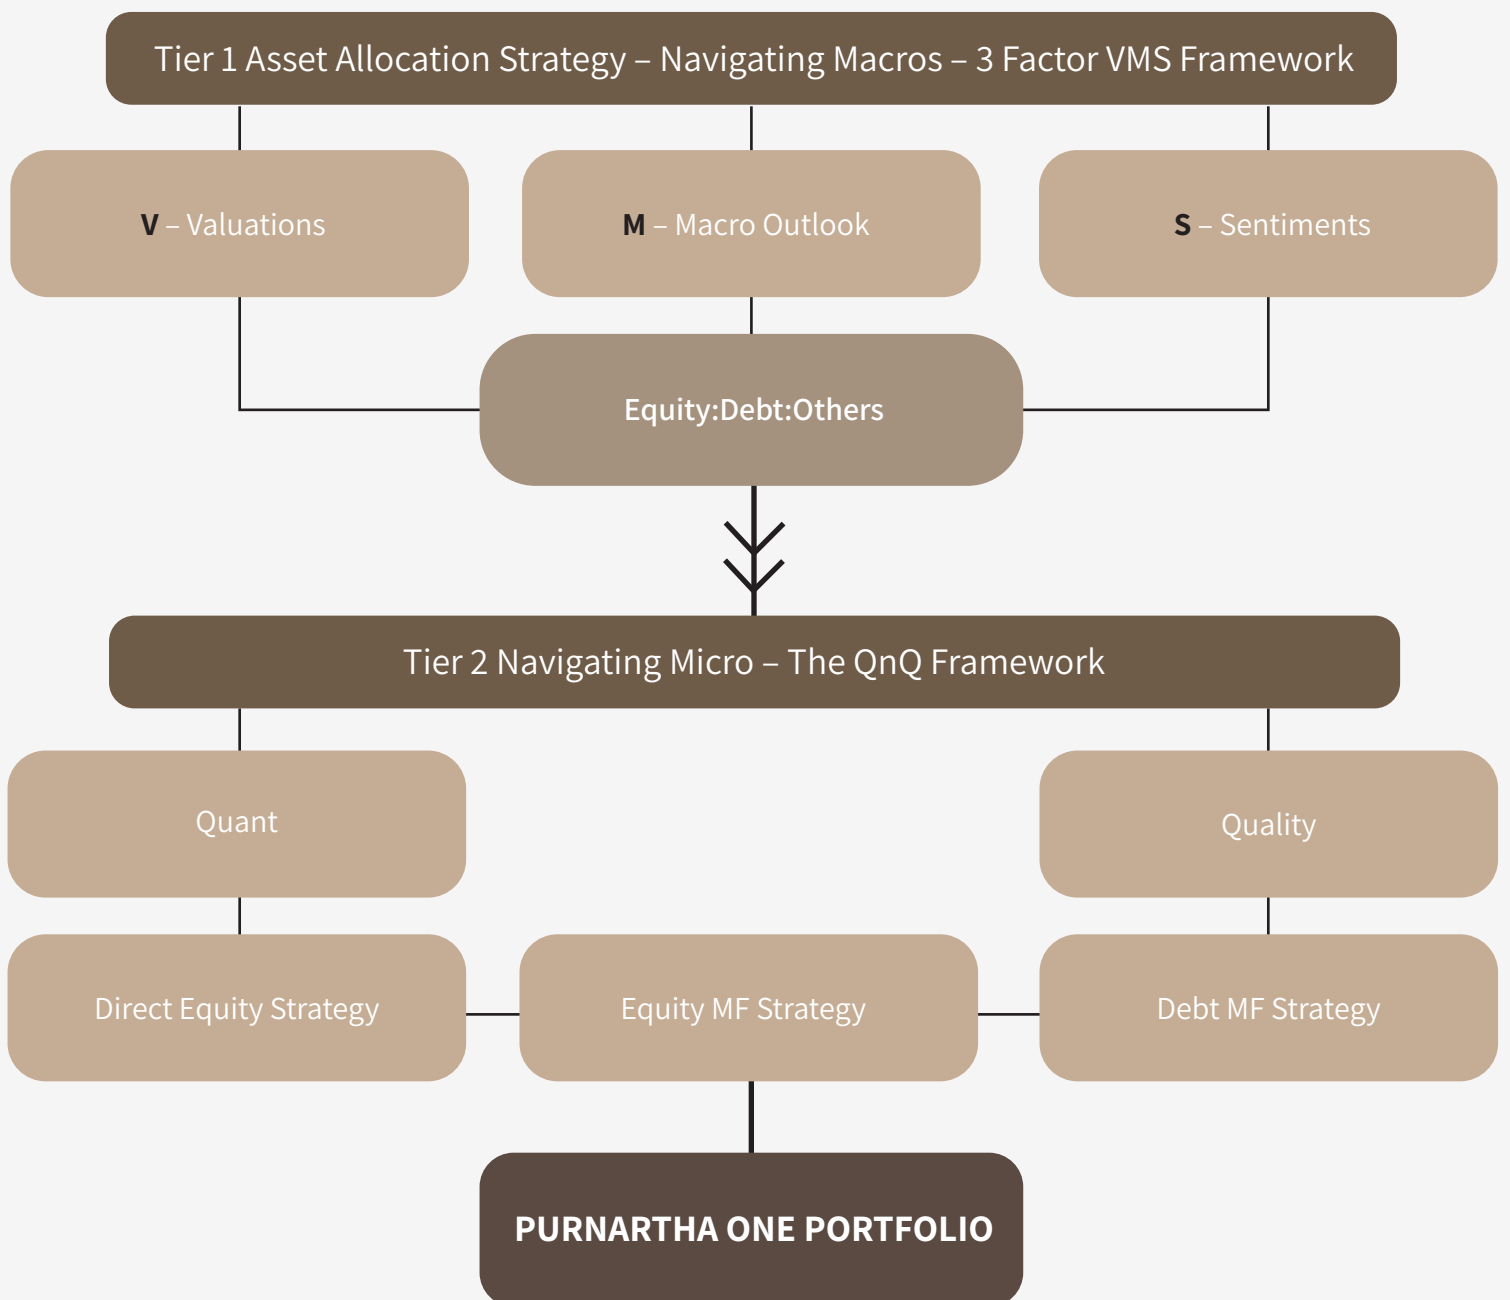 Tier 1 Asset Allocation Strategy – Navigating Macros – 3 Factor VMS Framework
V – Valuations
M – Macro Outlook
S – Sentiments
Equity:Debt:Others
Tier 2 Navigating Micro – The QnQ Framework
Quant
Quality
Direct Equity Strategy
Equity MF Strategy
Debt MF Strategy
PURNARTHA ONE PORTFOLIO